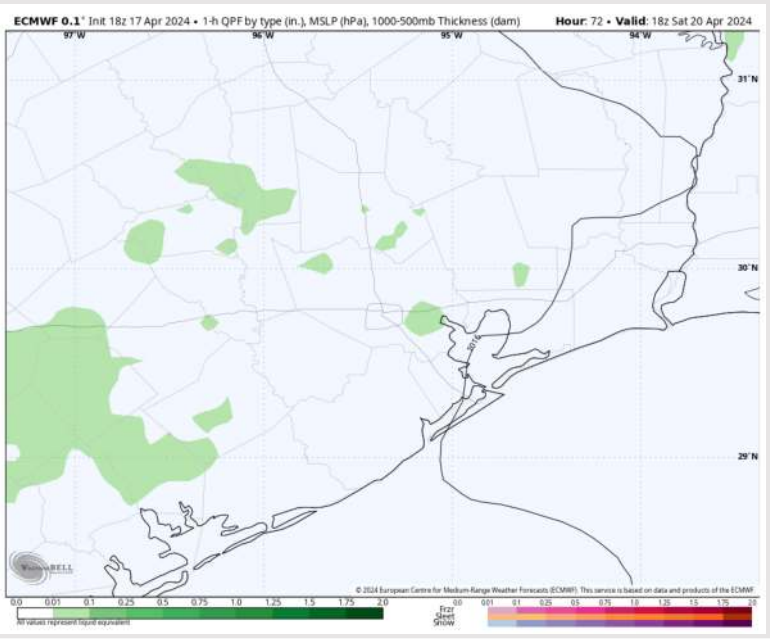 ECMWF 0.1° Init 18z 17 Apr 2024 • 1-h QPF by type (in.), MSLP (hPa), 1000-500mb Thickness (dam) Hour: 72 • Valid: 18z Sat 20 Apr 2024
97°W 96°W 95°W 94°W
31°N
30°N
1016
29°N
WeatherBELL
© 2024 European Centre for Medium-Range Weather Forecasts (ECMWF). This service is based on data and products of the ECMWF
0.0 0.01 0.1 0.25 0.5 0.75 1.0 1.25 1.5 1.75 2.0 0.0 0.01 0.1 0.25 0.5 0.75 1.0 1.25 1.5 1.75 2.0
Frzr
Sleet
Snow
All values represent liquid equivalent